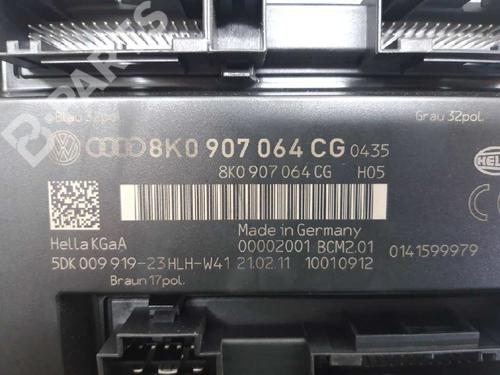 Blau 32pol.
Grau 32pol.
8K0 907 064 CG 0435
8K0 907 064 CG H05
HELLA
Made in Germany
Hella KGaA
00002001 BCM2.01
0141599979
5DK 009 919-23 HLH-W41 21.02.11 10010912
Braun 17pol.